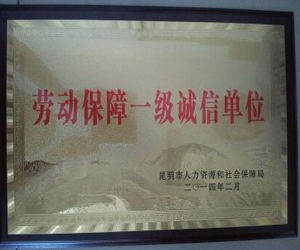 劳动保障一级诚信单位
昆明市人力资源和社会保障局
二〇一四年二月